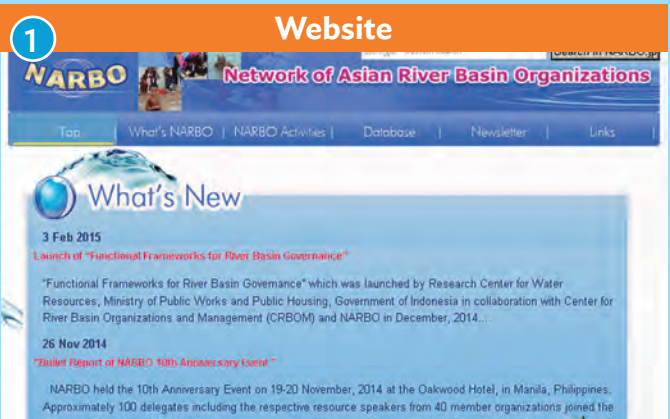 1
Website
Search in NARBO.jp
NARBO
Network of Asian River Basin Organizations
Top | What's NARBO | NARBO Activities | Database | Newsletter | Links |
What's New
3 Feb 2015
Launch of "Functional Frameworks for River Basin Governance"
"Functional Frameworks for River Basin Governance" which was launched by Research Center for Water
Resources, Ministry of Public Works and Public Housing, Government of Indonesia in collaboration with Center for
River Basin Organizations and Management (CRBOM) and NARBO in December, 2014....
26 Nov 2014
"Bullet Report of NARBO 10th Anniversary Event "
NARBO held the 10th Anniversary Event on 19-20 November, 2014 at the Oakwood Hotel, in Manila, Philippines.
Approximately 100 delegates including the respective resource speakers from 40 member organizations joined the